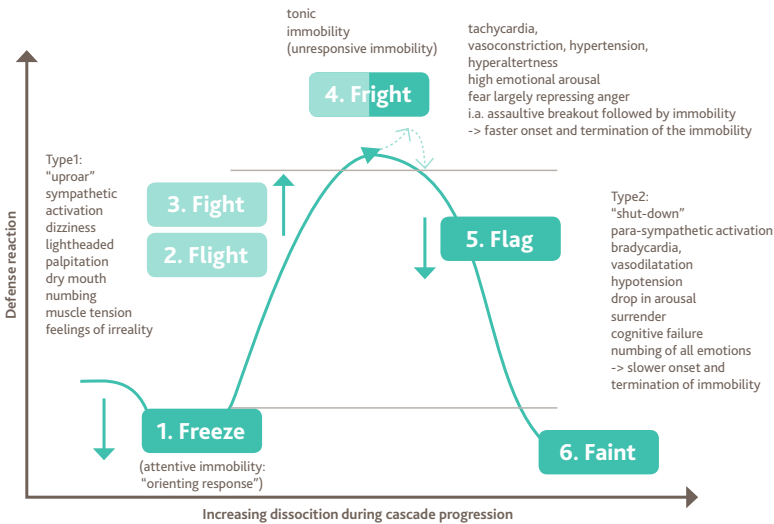 tonic
immobility
(unresponsive immobility)
4. Fright
tachycardia,
vasoconstriction, hypertension,
hyperaltertness
high emotional arousal
fear largely repressing anger
i.a. assaultive breakout followed by immobility
-> faster onset and termination of the immobility
Type1:
“uproar”
sympathetic
activation
dizziness
lightheaded
palpitation
dry mouth
numbing
muscle tension
feelings of irreality
3. Fight
2. Flight
5. Flag
Type2:
“shut-down”
para-sympathetic activation
bradycardia,
vasodilatation
hypotension
drop in arousal
surrender
cognitive failure
numbing of all emotions
-> slower onset and
termination of immobility
Defense reaction
1. Freeze
(attentive immobility:
“orienting response”)
6. Faint
Increasing dissocition during cascade progression